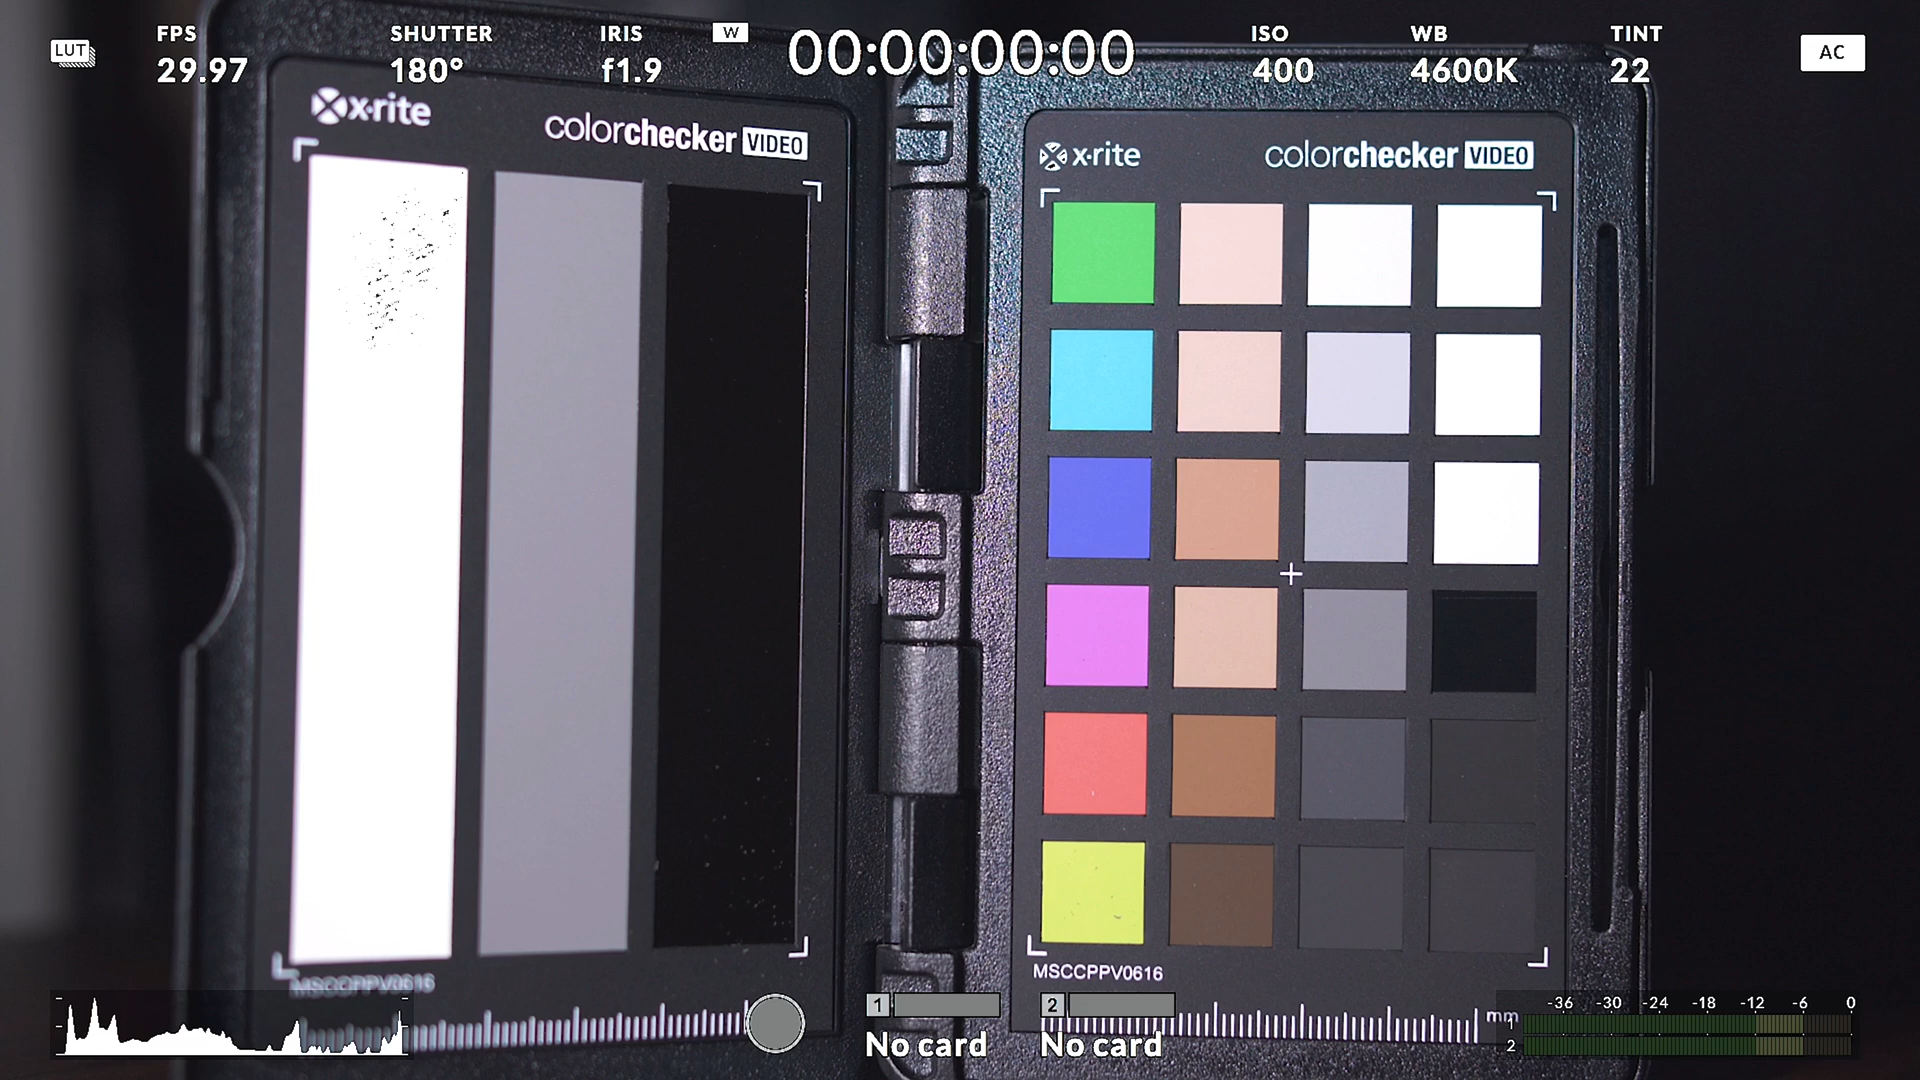 LUT
FPS
29.97
SHUTTER
180°
IRIS
f1.9
W
00:00:00:00
ISO
400
WB
4600K
TINT
22
AC
x·rite
colorchecker VIDEO
x·rite
colorchecker VIDEO
MSCCPPV0616
MSCCPPV0616
1
No card
2
No card
mm
-36 -30 -24 -18 -12 -6 0
1
2